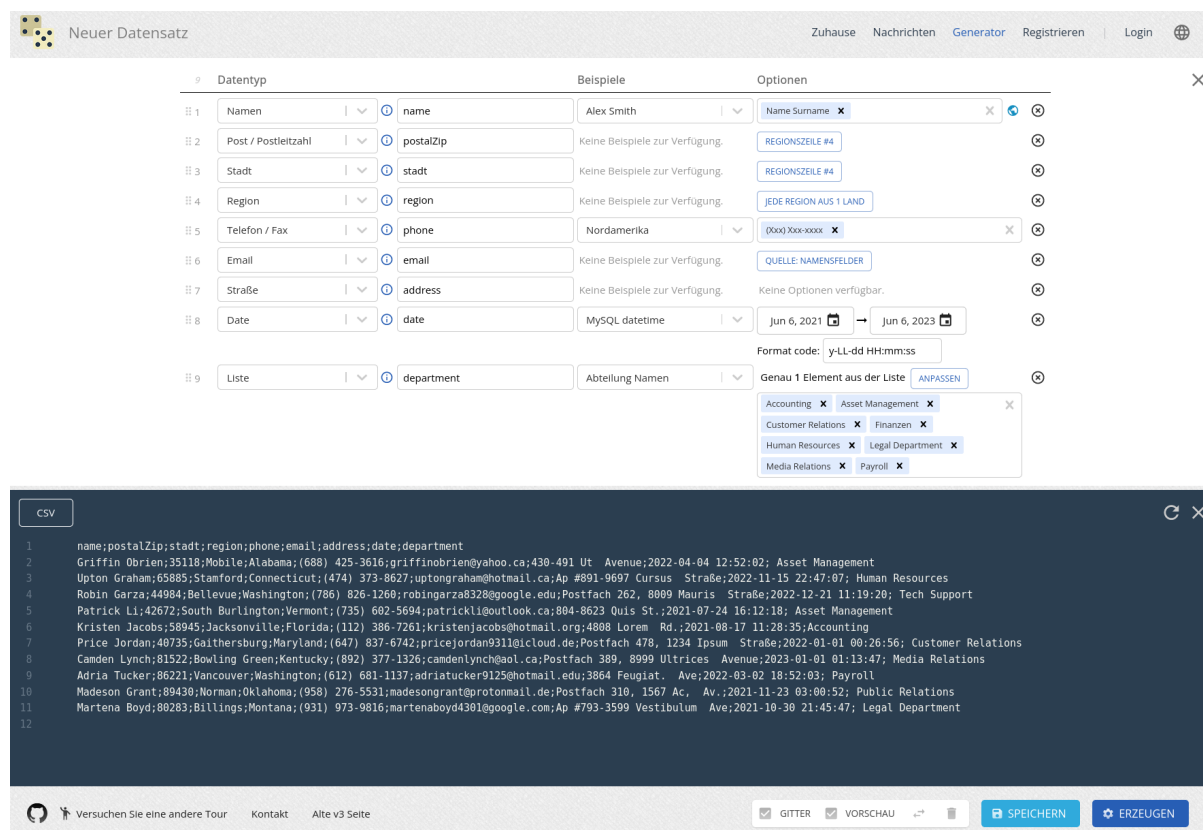 Neuer Datensatz
Zuhause Nachrichten Generator Registrieren | Login
9 Datentyp Beispiele Optionen
1 Namen name Alex Smith Name Surname
2 Post / Postleitzahl postalZip Keine Beispiele zur Verfügung. REGIONSZEILE #4
3 Stadt stadt Keine Beispiele zur Verfügung. REGIONSZEILE #4
4 Region region Keine Beispiele zur Verfügung. JEDE REGION AUS 1 LAND
5 Telefon / Fax phone Nordamerika (Xxx) Xxx-xxxx
6 Email email Keine Beispiele zur Verfügung. QUELLE: NAMENSFELDER
7 Straße address Keine Beispiele zur Verfügung. Keine Optionen verfügbar.
8 Date date MySQL datetime Jun 6, 2021 → Jun 6, 2023
Format code: y-LL-dd HH:mm:ss
9 Liste department Abteilung Namen Genau 1 Element aus der Liste ANPASSEN
Accounting Asset Management
Customer Relations Finanzen
Human Resources Legal Department
Media Relations Payroll
CSV
1 name;postalZip;stadt;region;phone;email;address;date;department
2 Griffin Obrien;35118;Mobile;Alabama;(688) 425-3616;griffinobrien@yahoo.ca;430-491 Ut  Avenue;2022-04-04 12:52:02; Asset Management
3 Upton Graham;65885;Stamford;Connecticut;(474) 373-8627;uptongraham@hotmail.ca;Ap #891-9697 Cursus  Straße;2022-11-15 22:47:07; Human Resources
4 Robin Garza;44984;Bellevue;Washington;(786) 826-1260;robingarza8328@google.edu;Postfach 262, 8009 Mauris  Straße;2022-12-21 11:19:20; Tech Support
5 Patrick Li;42672;South Burlington;Vermont;(735) 602-5694;patrickli@outlook.ca;804-8623 Quis St.;2021-07-24 16:12:18; Asset Management
6 Kristen Jacobs;58945;Jacksonville;Florida;(112) 386-7261;kristenjacobs@hotmail.org;4808 Lorem  Rd.;2021-08-17 11:28:35;Accounting
7 Price Jordan;40735;Gaithersburg;Maryland;(647) 837-6742;pricejordan9311@icloud.de;Postfach 478, 1234 Ipsum  Straße;2022-01-01 00:26:56; Customer Relations
8 Camden Lynch;81522;Bowling Green;Kentucky;(892) 377-1326;camdenlynch@aol.ca;Postfach 389, 8999 Ultrices  Avenue;2023-01-01 01:13:47; Media Relations
9 Adria Tucker;86221;Vancouver;Washington;(612) 681-1137;adriatucker9125@hotmail.edu;3864 Feugiat.  Ave;2022-03-02 18:52:03; Payroll
10 Madeson Grant;89430;Norman;Oklahoma;(958) 276-5531;madesongrant@protonmail.de;Postfach 310, 1567 Ac,  Av.;2021-11-23 03:00:52; Public Relations
11 Martena Boyd;80283;Billings;Montana;(931) 973-9816;martenaboyd4301@google.com;Ap #793-3599 Vestibulum  Ave;2021-10-30 21:45:47; Legal Department
12
Versuchen Sie eine andere Tour Kontakt Alte v3 Seite GITTER VORSCHAU SPEICHERN ERZEUGEN